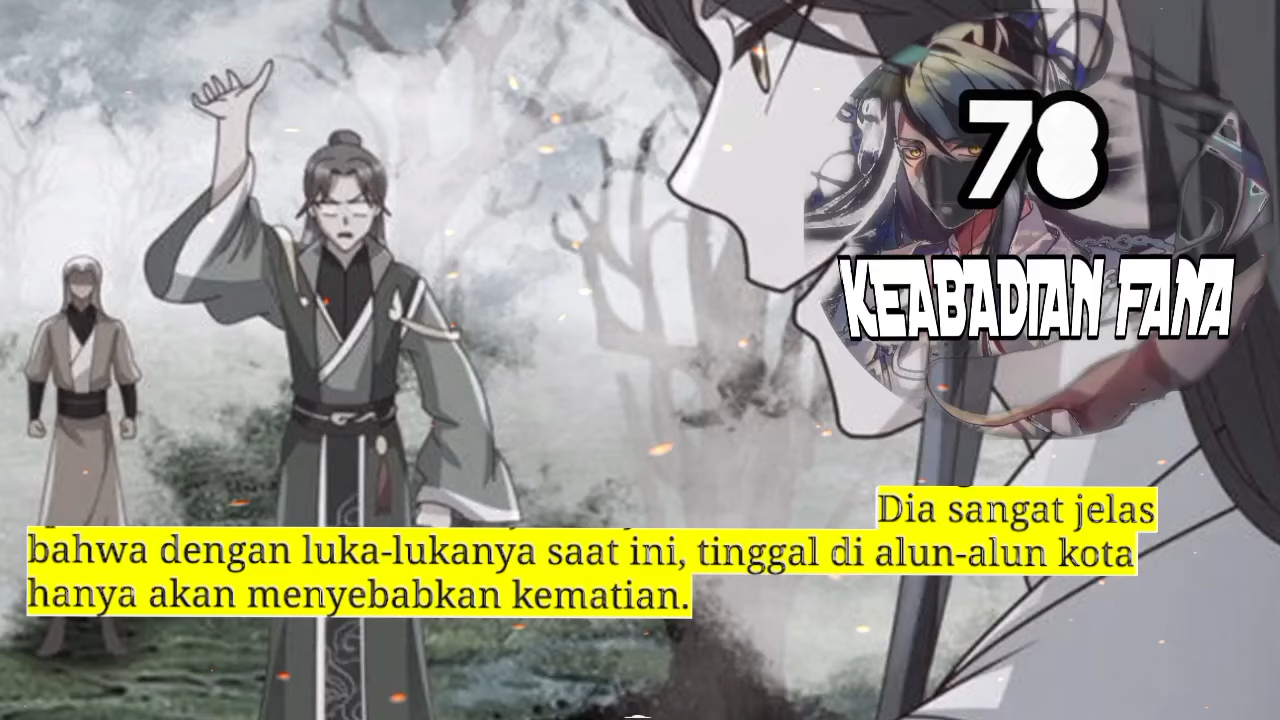 78
KEABADIAN FANA
Dia sangat jelas
bahwa dengan luka-lukanya saat ini, tinggal di alun-alun kota
hanya akan menyebabkan kematian.